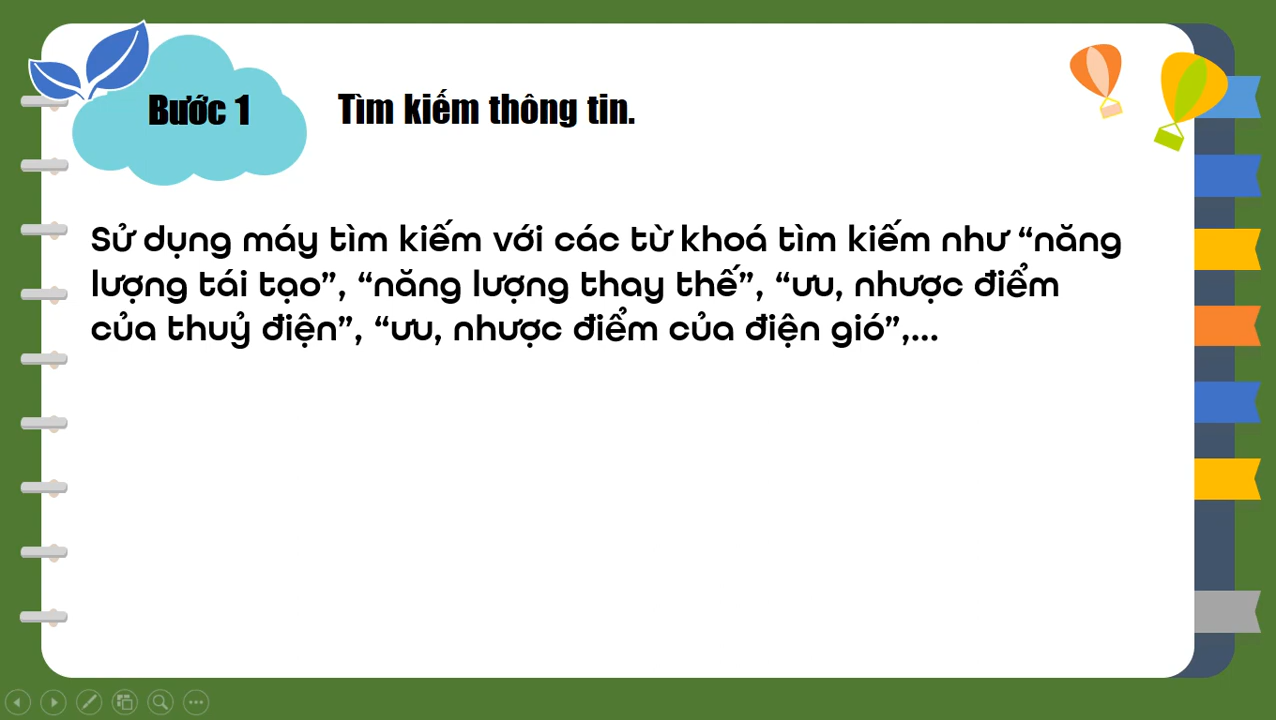 Bước 1
Tìm kiếm thông tin.
Sử dụng máy tìm kiếm với các từ khoá tìm kiếm như “năng
lượng tái tạo”, “năng lượng thay thế”, “ưu, nhược điểm
của thuỷ điện”, “ưu, nhược điểm của điện gió”,...